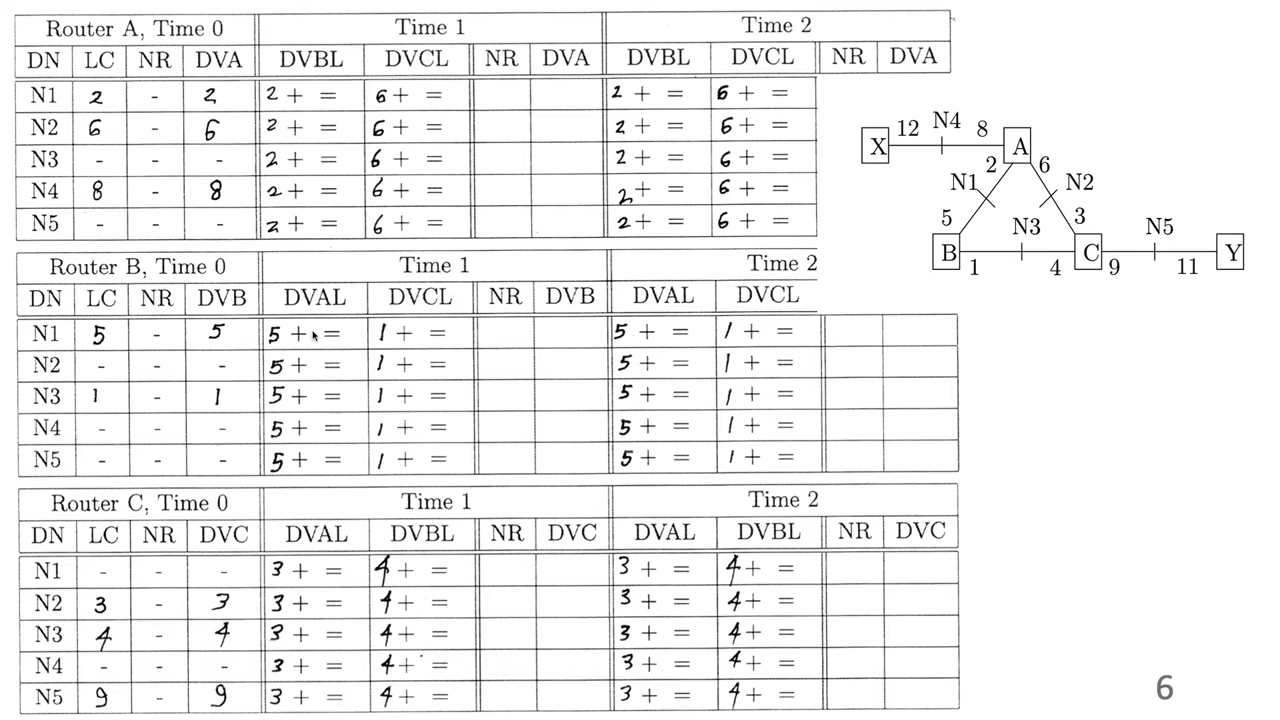 Router A, Time 0 Time 1 Time 2
DN LC NR DVA DVBL DVCL NR DVA DVBL DVCL NR DVA
N1 2 - 2 2 + = 6 + = 2 + = 6 + =
N2 6 - 6 2 + = 6 + = 2 + = 6 + =
N3 - - - 2 + = 6 + = 2 + = 6 + =
N4 8 - 8 2 + = 6 + = 2 + = 6 + =
N5 - - - 2 + = 6 + = 2 + = 6 + =
Router B, Time 0 Time 1 Time 2
DN LC NR DVB DVAL DVCL NR DVB DVAL DVCL
N1 5 - 5 5 + = 1 + = 5 + = 1 + =
N2 - - - 5 + = 1 + = 5 + = 1 + =
N3 1 - 1 5 + = 1 + = 5 + = 1 + =
N4 - - - 5 + = 1 + = 5 + = 1 + =
N5 - - - 5 + = 1 + = 5 + = 1 + =
Router C, Time 0 Time 1 Time 2
DN LC NR DVC DVAL DVBL NR DVC DVAL DVBL NR DVC
N1 - - - 3 + = 4 + = 3 + = 4 + =
N2 3 - 3 3 + = 4 + = 3 + = 4 + =
N3 4 - 4 3 + = 4 + = 3 + = 4 + =
N4 - - - 3 + = 4 + = 3 + = 4 + =
N5 9 - 9 3 + = 4 + = 3 + = 4 + =
X 12 N4 8 A
2 6
N1 N2
5 N3 3 N5
B C Y
1 4 9 11
6